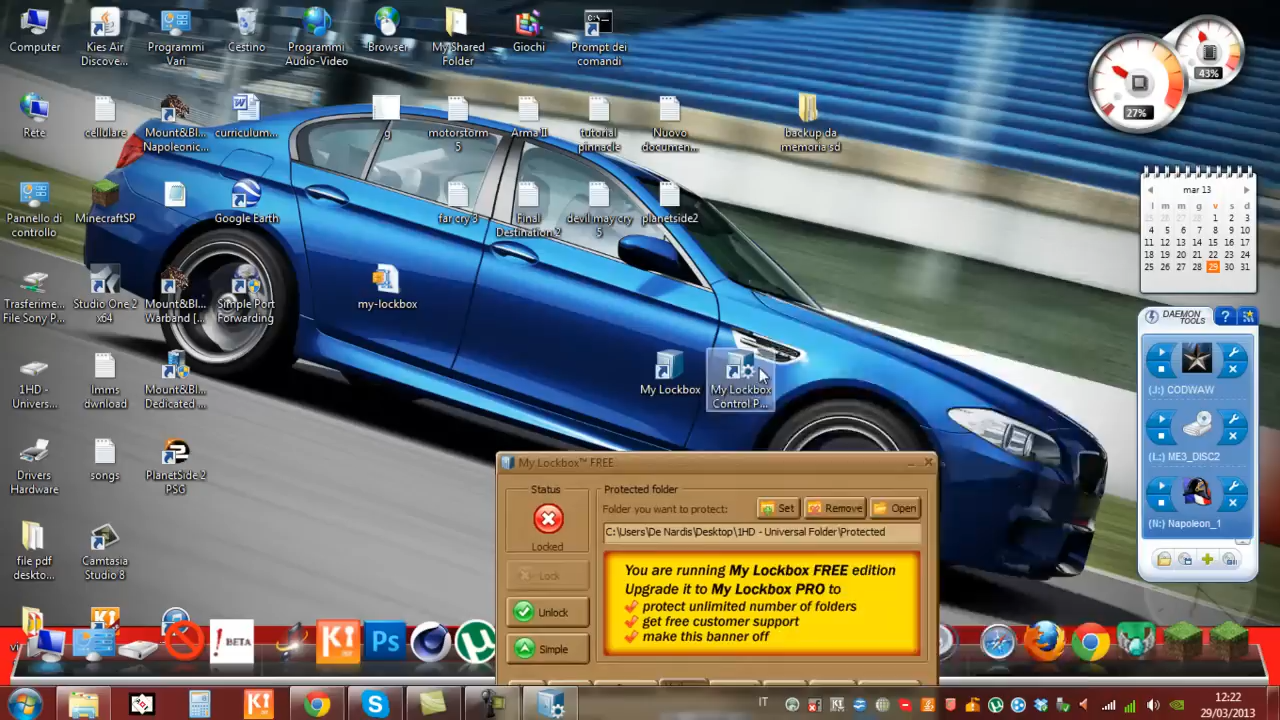 Computer
Kies Air Discove...
Programmi Vari
Cestino
Programmi Audio-Video
Browser
My Shared Folder
Giochi
Prompt dei comandi
43%
27%
Rete
cellulare
Mount&Bl... Napoleonic...
curriculum...
g
motorstorm 5
Arma II
tutorial pinnacle
Nuovo documen...
backup da memoria sd
mar 13
l m m g v s d
25 26 27 28 1 2 3
4 5 6 7 8 9 10
11 12 13 14 15 16 17
18 19 20 21 22 23 24
25 26 27 28 29 30 31
Pannello di controllo
MinecraftSP
Google Earth
far cry 3
Final Destination 2
devil may cry 5
planetside2
Trasferime... File Sony P...
Studio One 2 x64
Mount&Bl... Warband [...
Simple Port Forwarding
my-lockbox
DAEMON TOOLS
?
(J:) CODWAW
(L:) ME3_DISC2
(N:) Napoleon_1
1HD - Univers...
lmms dwnload
Mount&Bl... Dedicated ...
My Lockbox
My Lockbox Control P...
Drivers Hardware
songs
PlanetSide 2 PSG
file pdf deskto...
Camtasia Studio 8
My Lockbox™ FREE
Status
Locked
Lock
Unlock
Simple
Protected folder
Folder you want to protect:
Set
Remove
Open
C:\Users\De Nardis\Desktop\1HD - Universal Folder\Protected
You are running My Lockbox FREE edition
Upgrade it to My Lockbox PRO to
protect unlimited number of folders
get free customer support
make this banner off
! BETA
K!
Ps
IT
12:22
29/03/2013